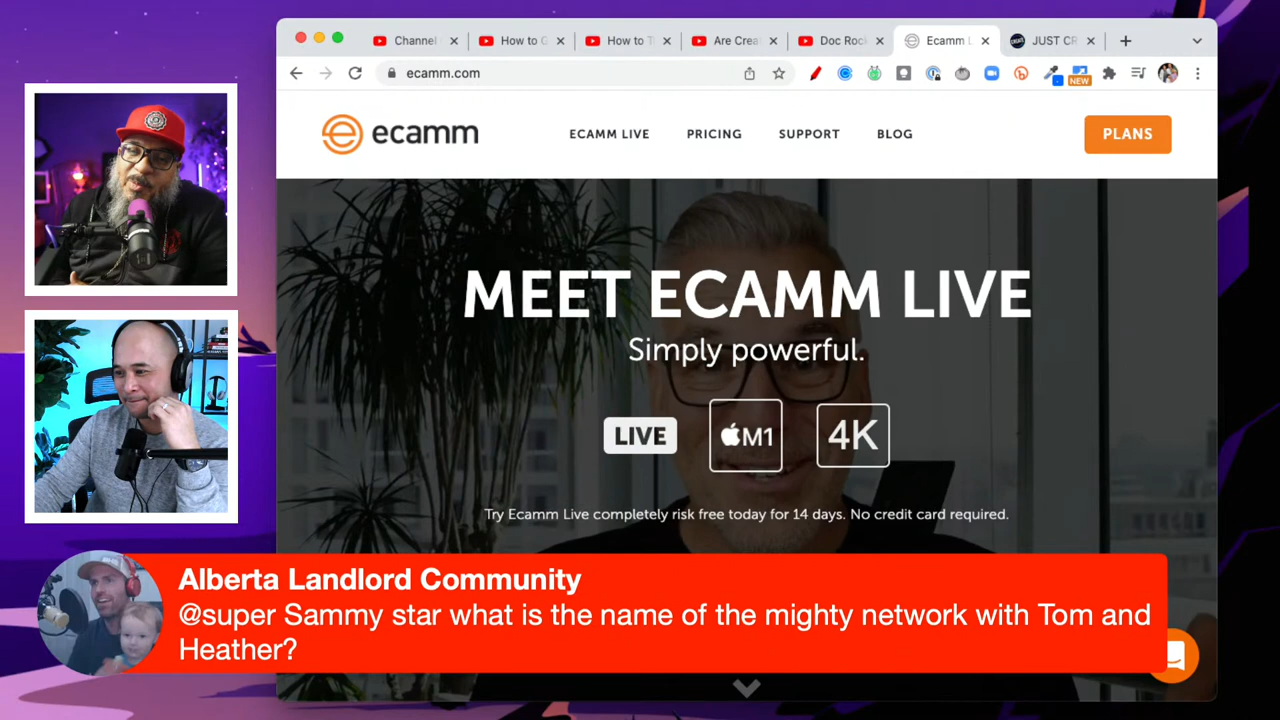 Channel
How to G
How to T
Are Crea
Doc Rock
Ecamm L
JUST CR
ecamm.com
NEW
ecamm
ECAMM LIVE
PRICING
SUPPORT
BLOG
PLANS
MEET ECAMM LIVE
Simply powerful.
LIVE
M1
4K
Try Ecamm Live completely risk free today for 14 days. No credit card required.
Alberta Landlord Community
@super Sammy star what is the name of the mighty network with Tom and
Heather?